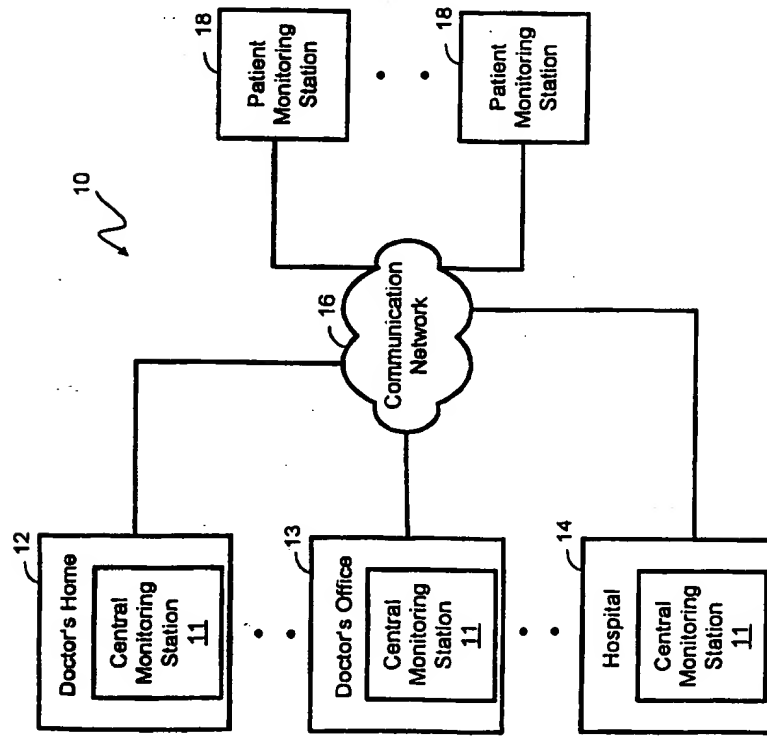 10
12
Doctor's Home
Central
Monitoring
Station
11
13
Doctor's Office
Central
Monitoring
Station
11
14
Hospital
Central
Monitoring
Station
11
16
Communication
Network
18
Patient
Monitoring
Station
18
Patient
Monitoring
Station